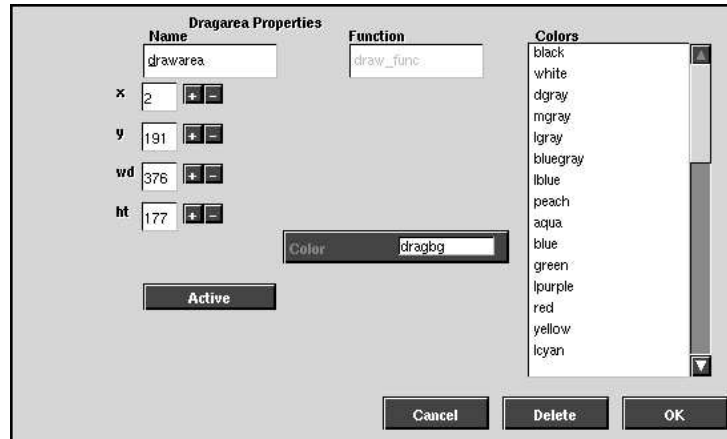 Dragarea Properties
Name
Function
Colors
drawarea
draw_func
x
2
+
-
y
191
+
-
wd
376
+
-
ht
177
+
-
Color
dragbg
Active
black
white
dgray
mgray
lgray
bluegray
lblue
peach
aqua
blue
green
lpurple
red
yellow
lcyan
Cancel
Delete
OK